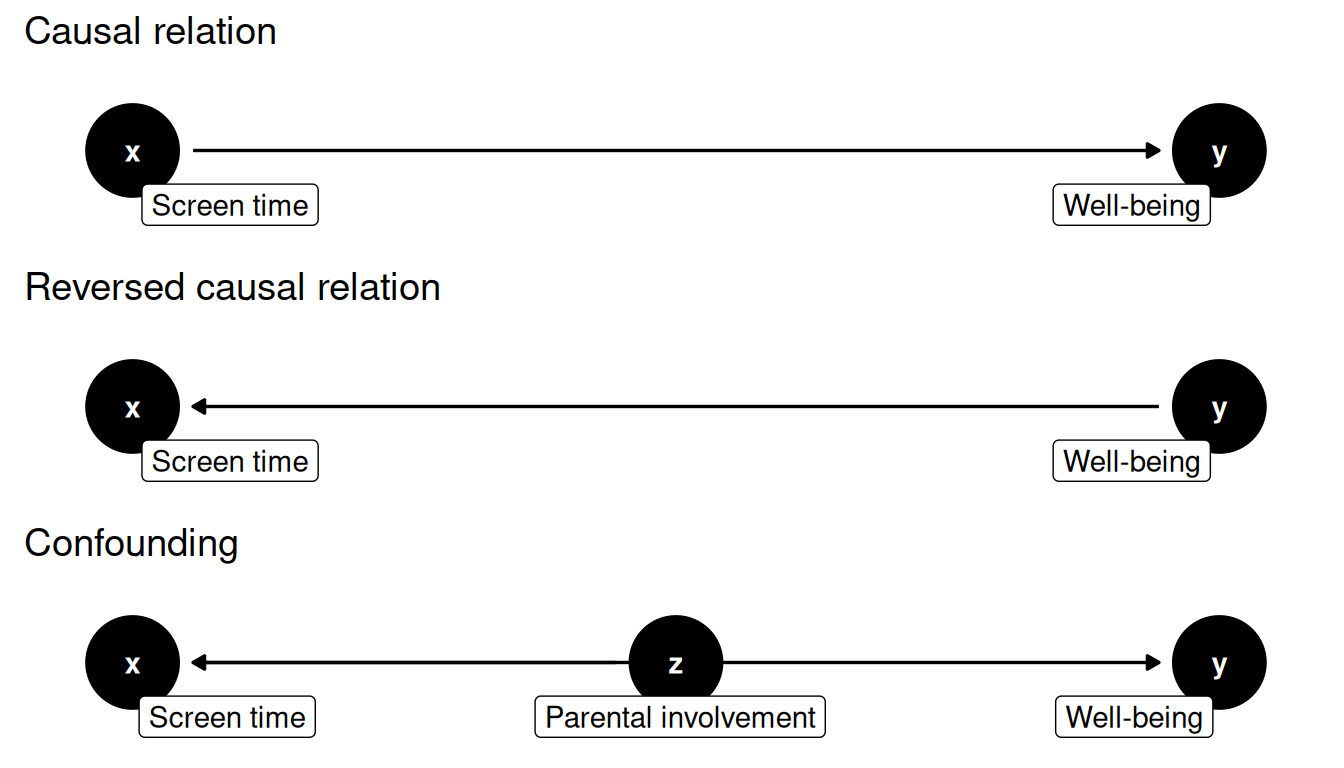 Causal relation
x
y
Screen time
Well-being
Reversed causal relation
x
y
Screen time
Well-being
Confounding
x
z
y
Screen time
Parental involvement
Well-being